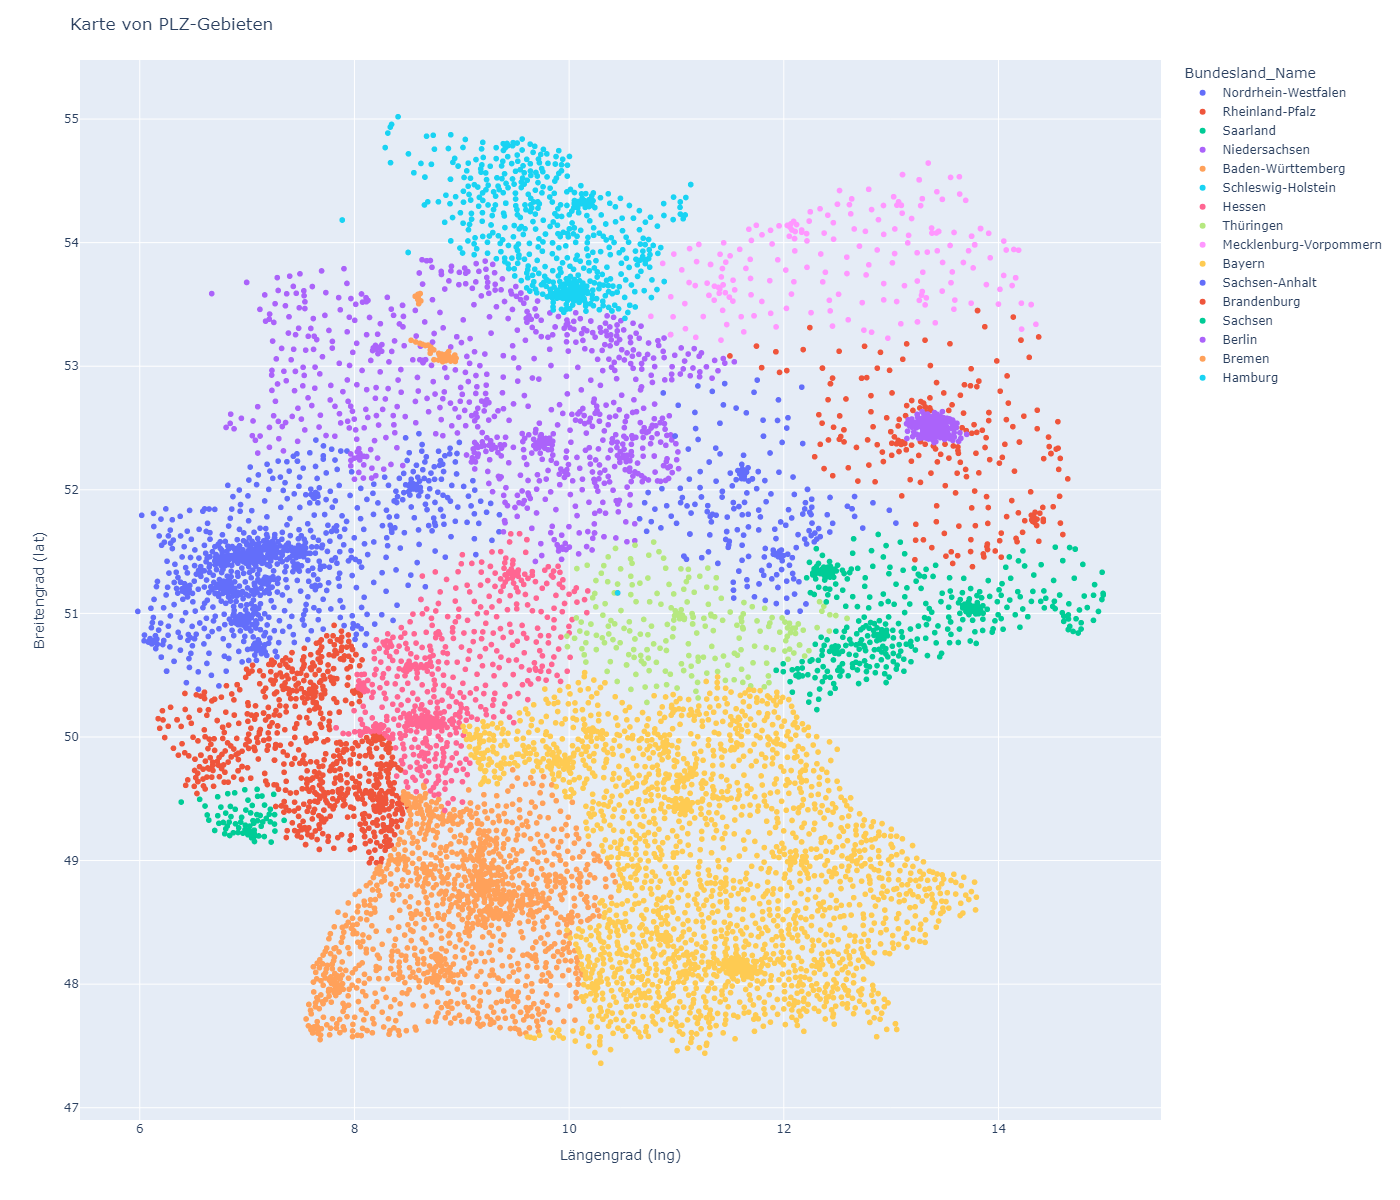 Karte von PLZ-Gebieten
Bundesland_Name
Nordrhein-Westfalen
Rheinland-Pfalz
Saarland
Niedersachsen
Baden-Württemberg
Schleswig-Holstein
Hessen
Thüringen
Mecklenburg-Vorpommern
Bayern
Sachsen-Anhalt
Brandenburg
Sachsen
Berlin
Bremen
Hamburg
Breitengrad (lat)
55
54
53
52
51
50
49
48
47
6 8 10 12 14
Längengrad (lng)